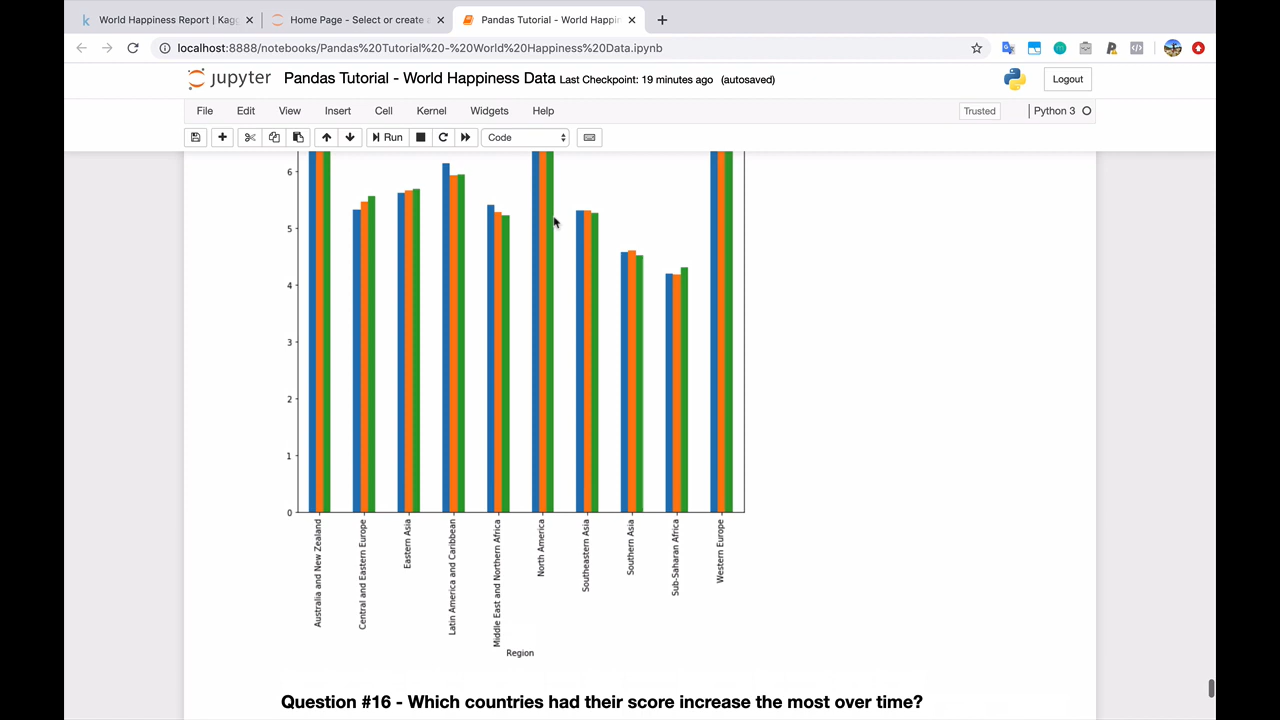 World Happiness Report | Kagg
Home Page - Select or create a
Pandas Tutorial - World Happin
localhost:8888/notebooks/Pandas%20Tutorial%20-%20World%20Happiness%20Data.ipynb
jupyter Pandas Tutorial - World Happiness Data Last Checkpoint: 19 minutes ago (autosaved)
Logout
File Edit View Insert Cell Kernel Widgets Help
Trusted
Python 3
Run
Code
6
5
4
3
2
1
0
Australia and New Zealand
Central and Eastern Europe
Eastern Asia
Latin America and Caribbean
Middle East and Northern Africa
North America
Southeastern Asia
Southern Asia
Sub-Saharan Africa
Western Europe
Region
Question #16 - Which countries had their score increase the most over time?